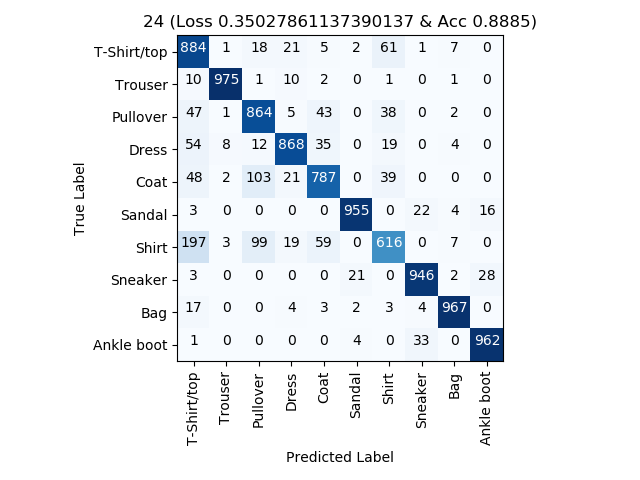 24 (Loss 0.35027861137390137 & Acc 0.8885)
T-Shirt/top 884 1 18 21 5 2 61 1 7 0
Trouser 10 975 1 10 2 0 1 0 1 0
Pullover 47 1 864 5 43 0 38 0 2 0
Dress 54 8 12 868 35 0 19 0 4 0
Coat 48 2 103 21 787 0 39 0 0 0
Sandal 3 0 0 0 0 955 0 22 4 16
Shirt 197 3 99 19 59 0 616 0 7 0
Sneaker 3 0 0 0 0 21 0 946 2 28
Bag 17 0 0 4 3 2 3 4 967 0
Ankle boot 1 0 0 0 0 4 0 33 0 962
True Label
T-Shirt/top Trouser Pullover Dress Coat Sandal Shirt Sneaker Bag Ankle boot
Predicted Label